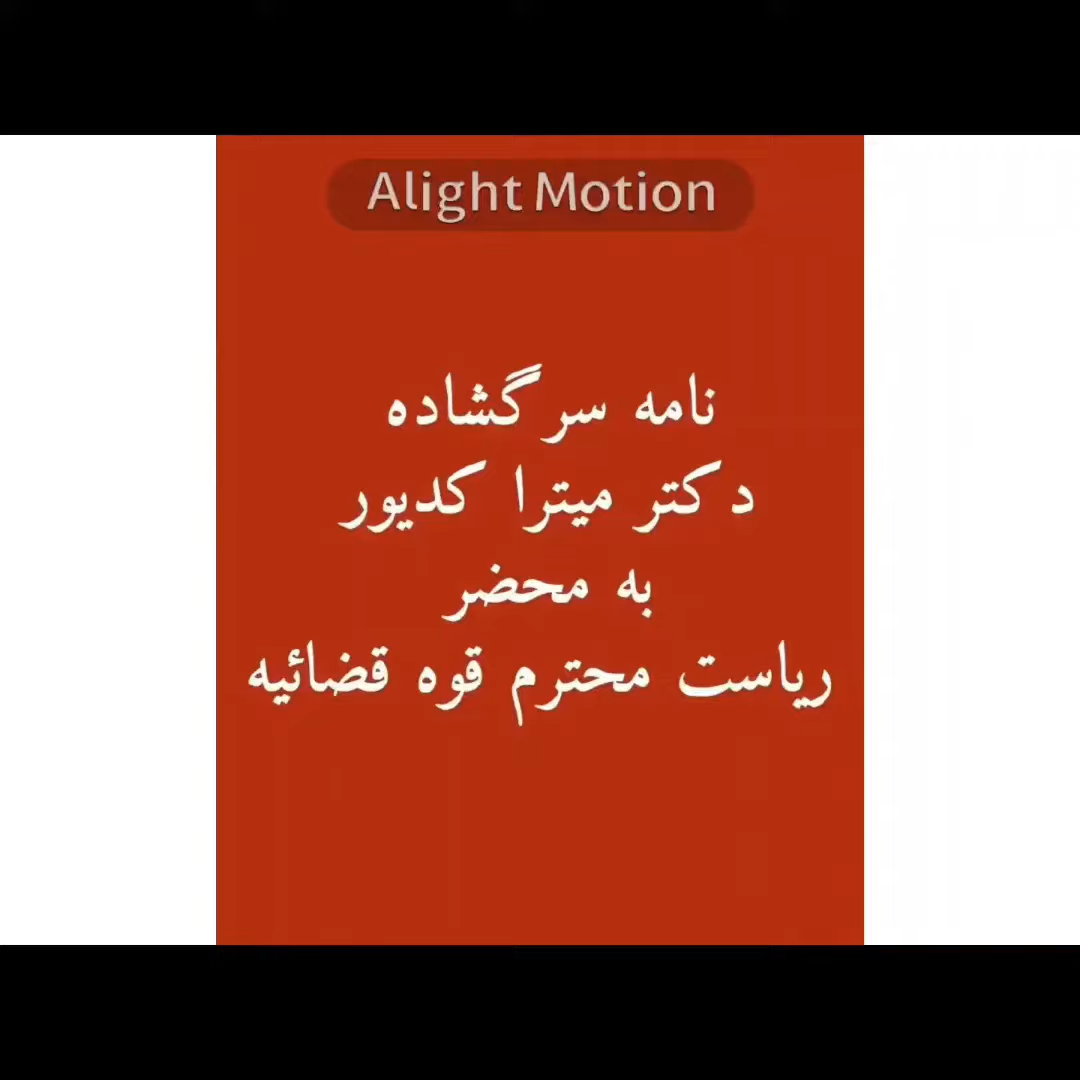 Alight Motion
نامه سرگشاده
دکتر میترا کدیور
به محضر
ریاست محترم قوه قضائیه